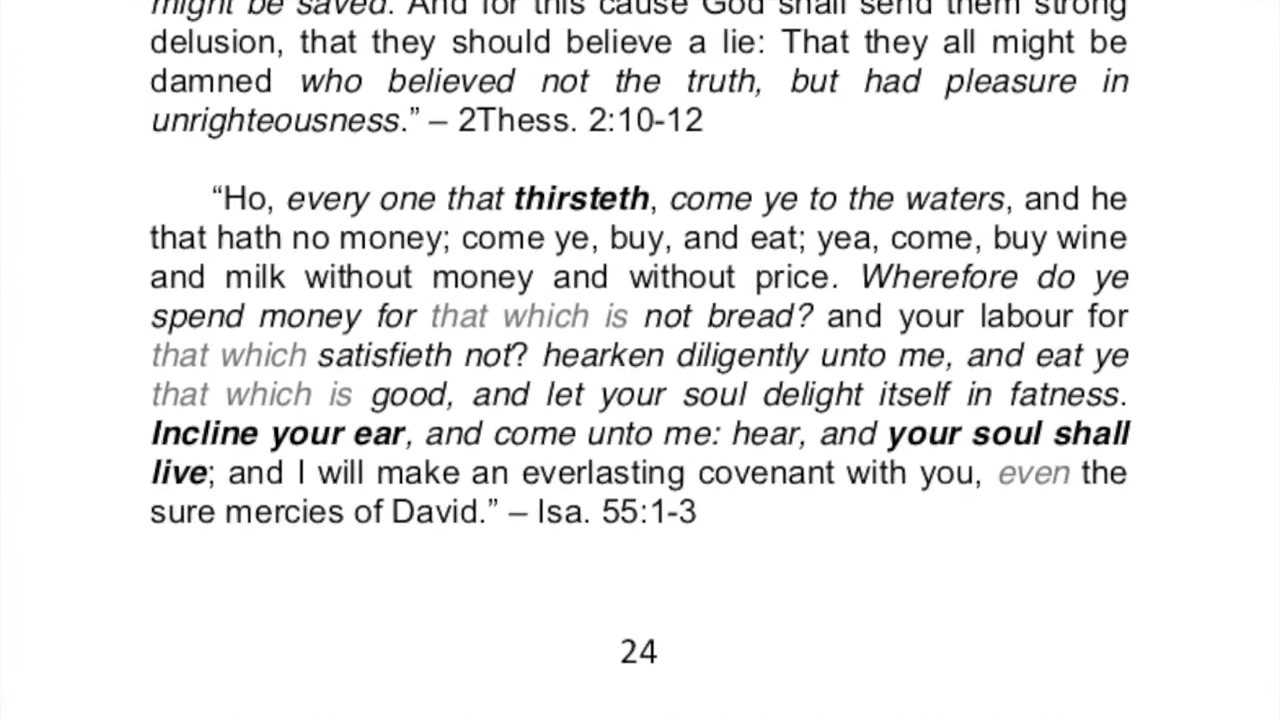 might be saved. And for this cause God shall send them strong
delusion, that they should believe a lie: That they all might be
damned who believed not the truth, but had pleasure in
unrighteousness.” – 2Thess. 2:10-12
“Ho, every one that thirsteth, come ye to the waters, and he
that hath no money; come ye, buy, and eat; yea, come, buy wine
and milk without money and without price. Wherefore do ye
spend money for that which is not bread? and your labour for
that which satisfieth not? hearken diligently unto me, and eat ye
that which is good, and let your soul delight itself in fatness.
Incline your ear, and come unto me: hear, and your soul shall
live; and I will make an everlasting covenant with you, even the
sure mercies of David.” – Isa. 55:1-3
24